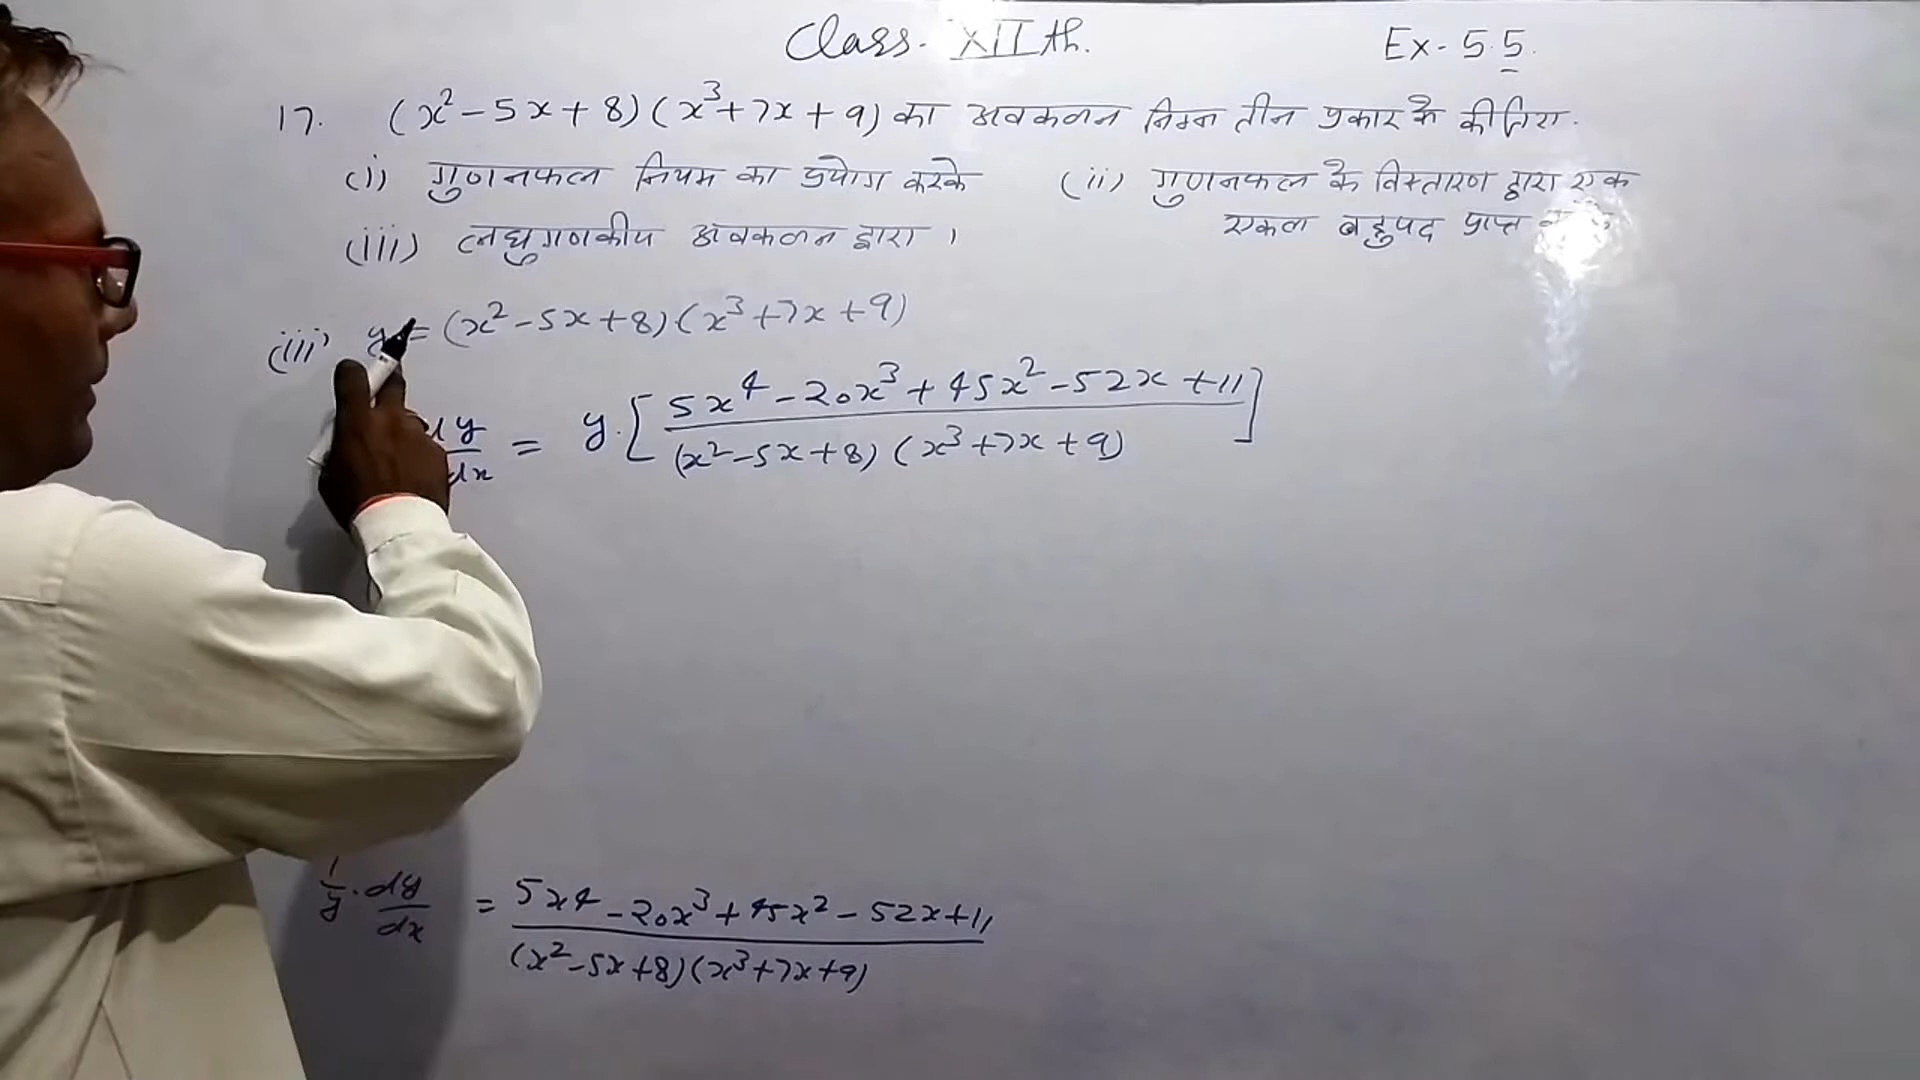 Class. XII th. Ex - 5.5.
17. (x² - 5x + 8) (x³ + 7x + 9) का अवकलन निम्न तीन प्रकार से कीजिए.
(i) गुणनफल नियम का प्रयोग करके (ii) गुणनफल के विस्तारण द्वारा एक
एकल बहुपद प्राप्त
(iii) लघुगणकीय अवकलन द्वारा ।
(iii) y = (x² - 5x + 8) · (x³ + 7x + 9)
dy/dx = y · [ (5x⁴ - 20x³ + 45x² - 52x + 11) / (x² - 5x + 8) (x³ + 7x + 9) ]
1/y · dy/dx = (5x4 - 20x³ + 45x² - 52x + 11) / (x² - 5x + 8) (x³ + 7x + 9)